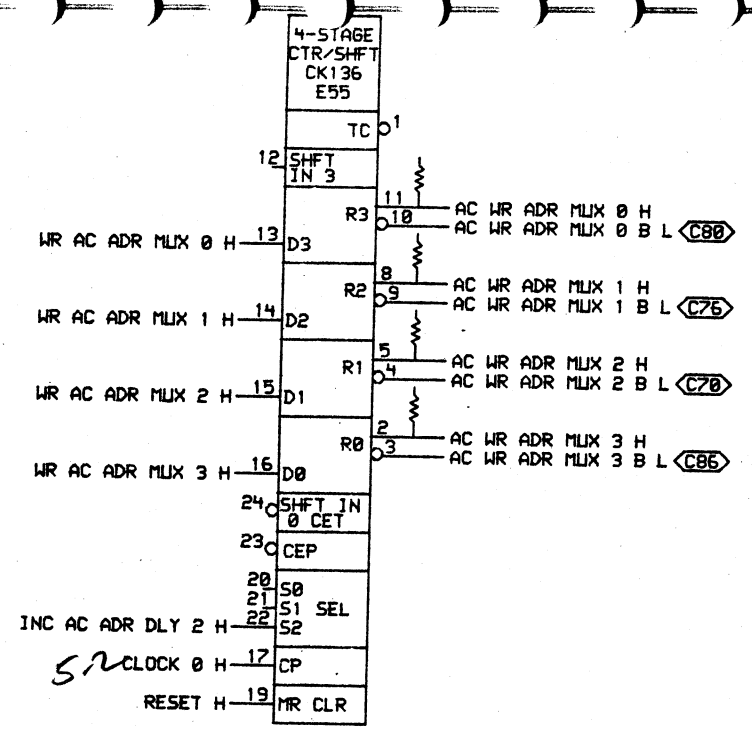 4-STAGE
CTR/SHFT
CK136
E55
TC 1
12 SHFT
IN 3
R3 11 AC WR ADR MUX 0 H
10 AC WR ADR MUX 0 B L C80
WR AC ADR MUX 0 H 13 D3
R2 8 AC WR ADR MUX 1 H
9 AC WR ADR MUX 1 B L C76
WR AC ADR MUX 1 H 14 D2
R1 5 AC WR ADR MUX 2 H
4 AC WR ADR MUX 2 B L C70
WR AC ADR MUX 2 H 15 D1
R0 2 AC WR ADR MUX 3 H
3 AC WR ADR MUX 3 B L C86
WR AC ADR MUX 3 H 16 D0
24 SHFT IN
0 CET
23 CEP
20 S0
21 S1 SEL
INC AC ADR DLY 2 H 22 S2
CLOCK 0 H 17 CP
RESET H 19 MR CLR